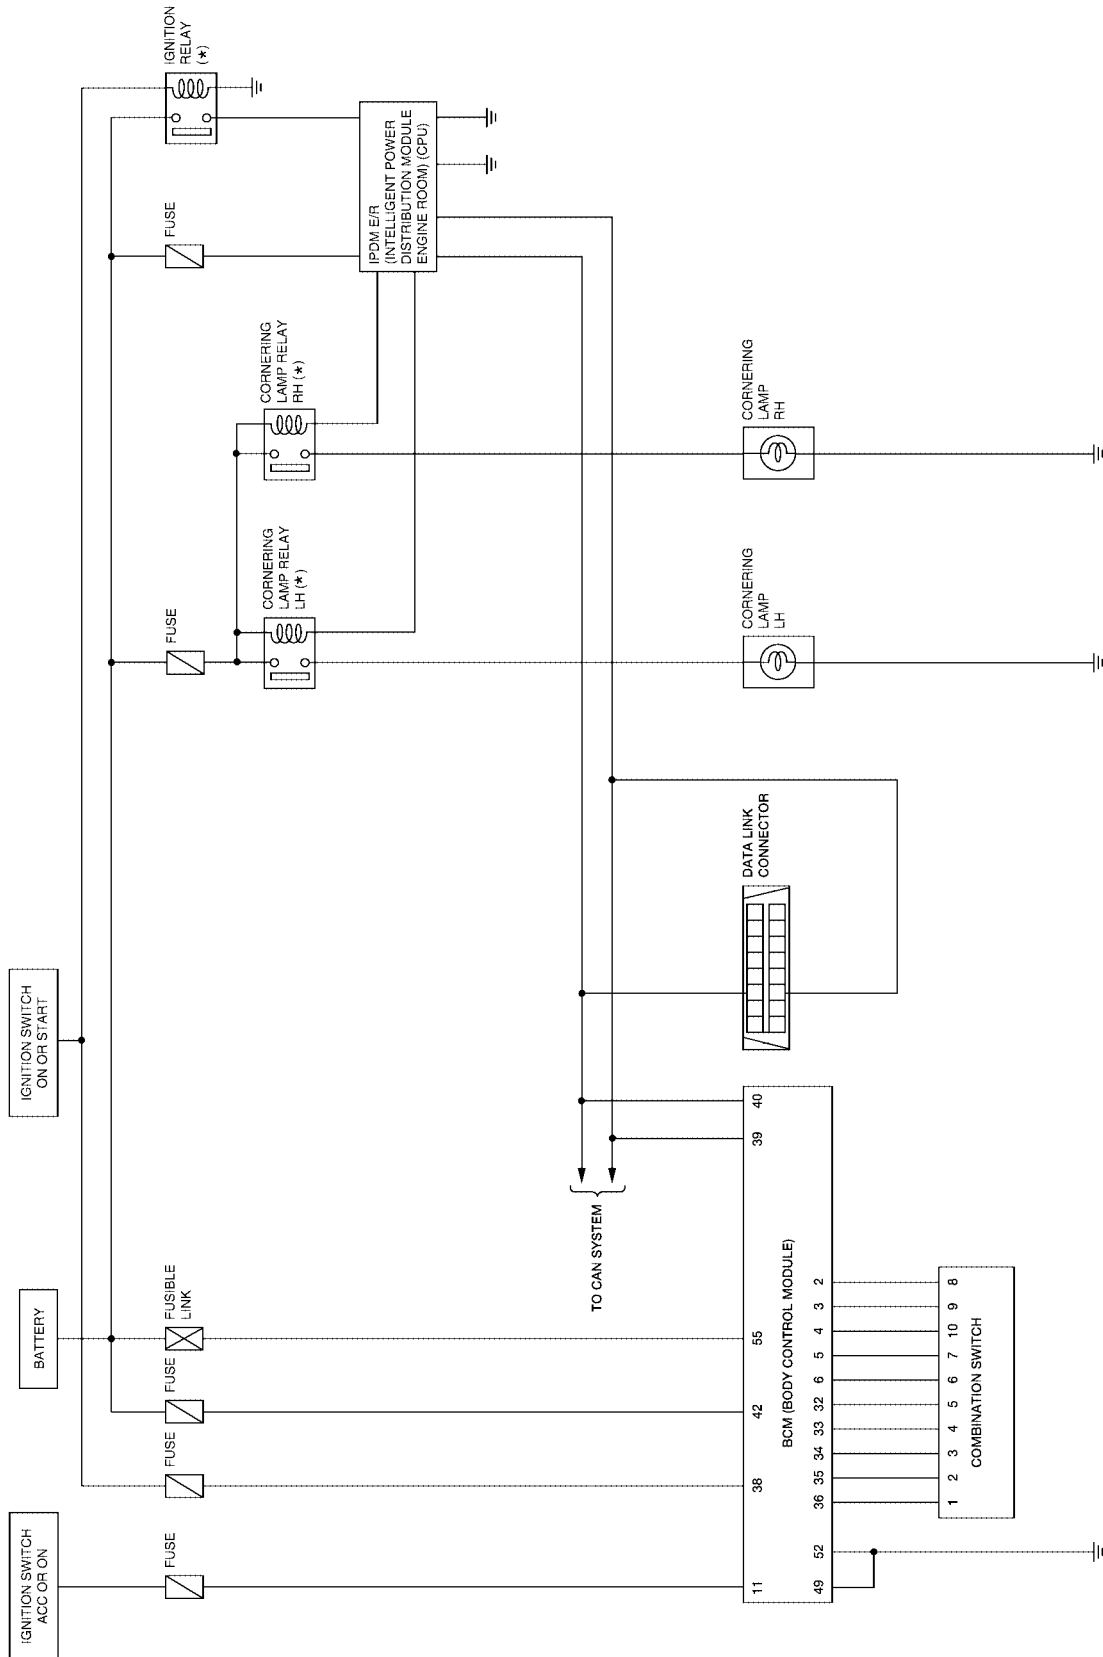 IGNITION SWITCH
ACC OR ON
BATTERY
IGNITION SWITCH
ON OR START
FUSE
FUSE
FUSE
FUSIBLE
LINK
FUSE
FUSE
IGNITION
RELAY
(★)
CORNERING
LAMP RELAY
LH (★)
CORNERING
LAMP RELAY
RH (★)
IPDM E/R
(INTELLIGENT POWER
DISTRIBUTION MODULE
ENGINE ROOM) (CPU)
TO CAN SYSTEM
11 38 42 55 39 40
BCM (BODY CONTROL MODULE)
49 52 36 35 34 33 32 6 5 4 3 2
1 2 3 4 5 6 7 10 9 8
COMBINATION SWITCH
DATA LINK
CONNECTOR
CORNERING
LAMP
LH
CORNERING
LAMP
RH